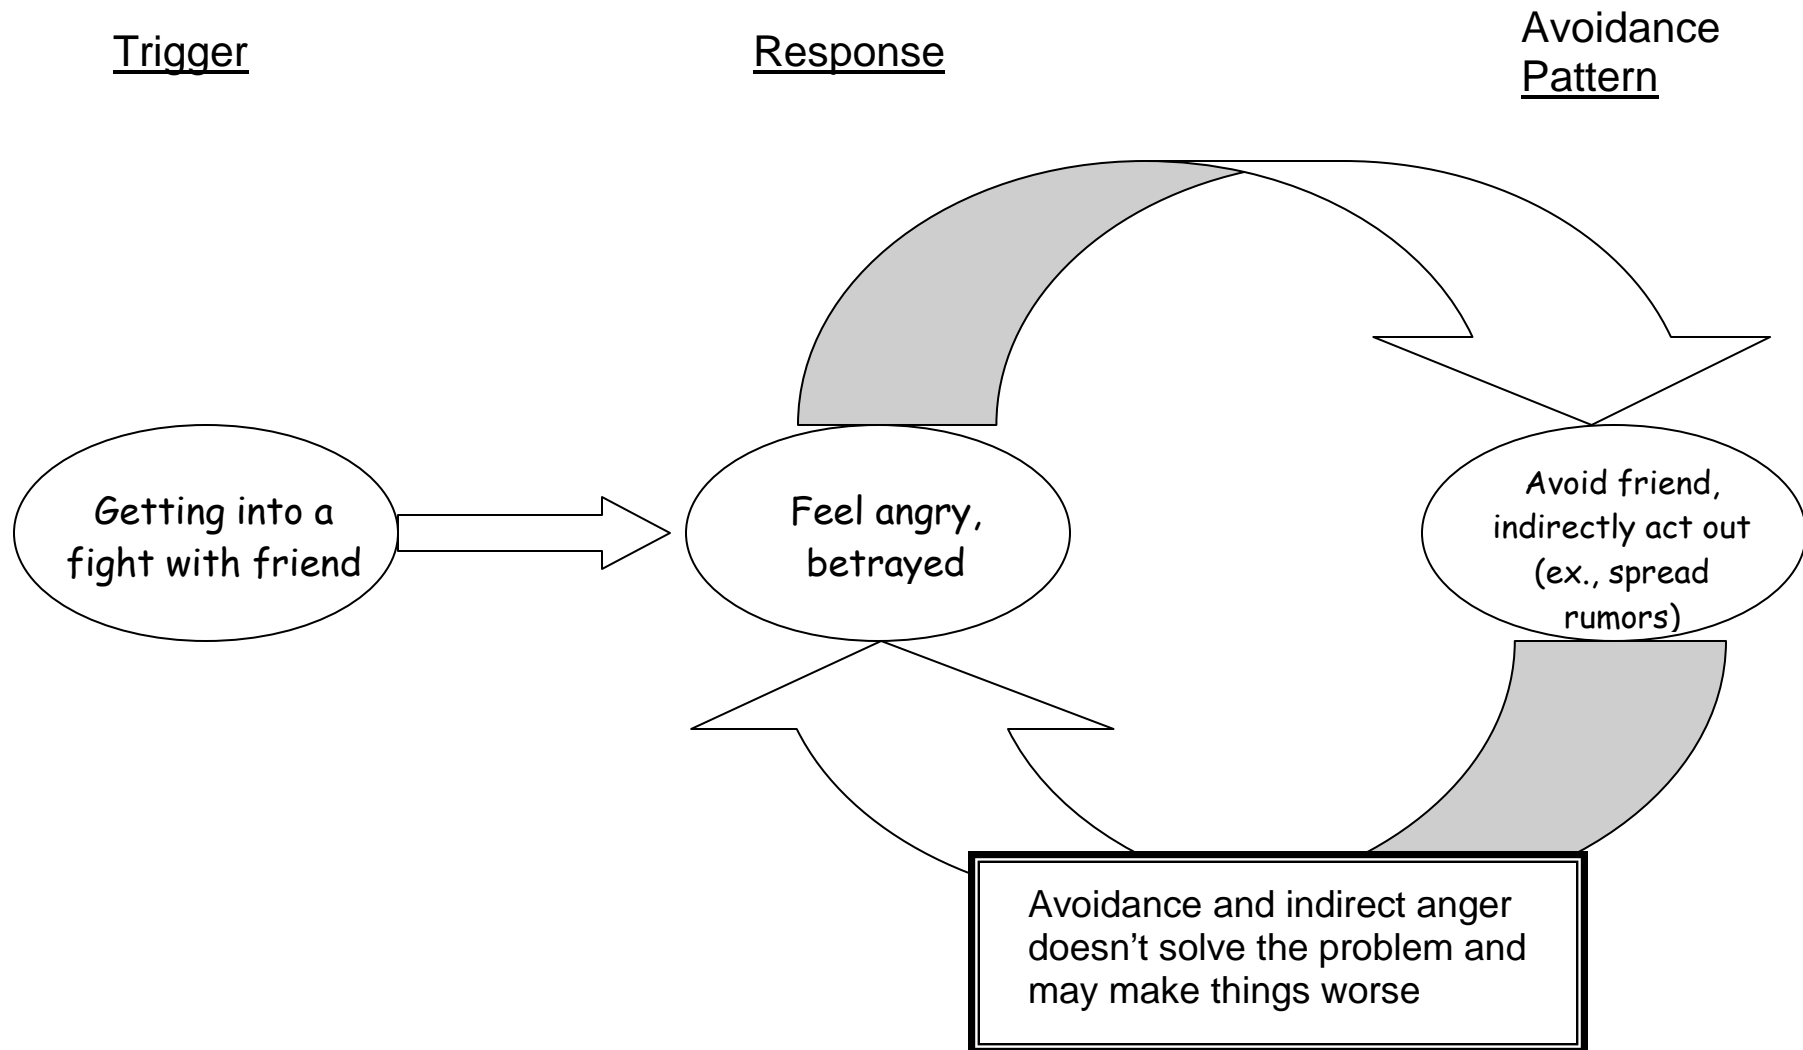 Trigger
Response
Avoidance
Pattern
Getting into a
fight with friend
Feel angry,
betrayed
Avoid friend,
indirectly act out
(ex., spread
rumors)
Avoidance and indirect anger
doesn’t solve the problem and
may make things worse